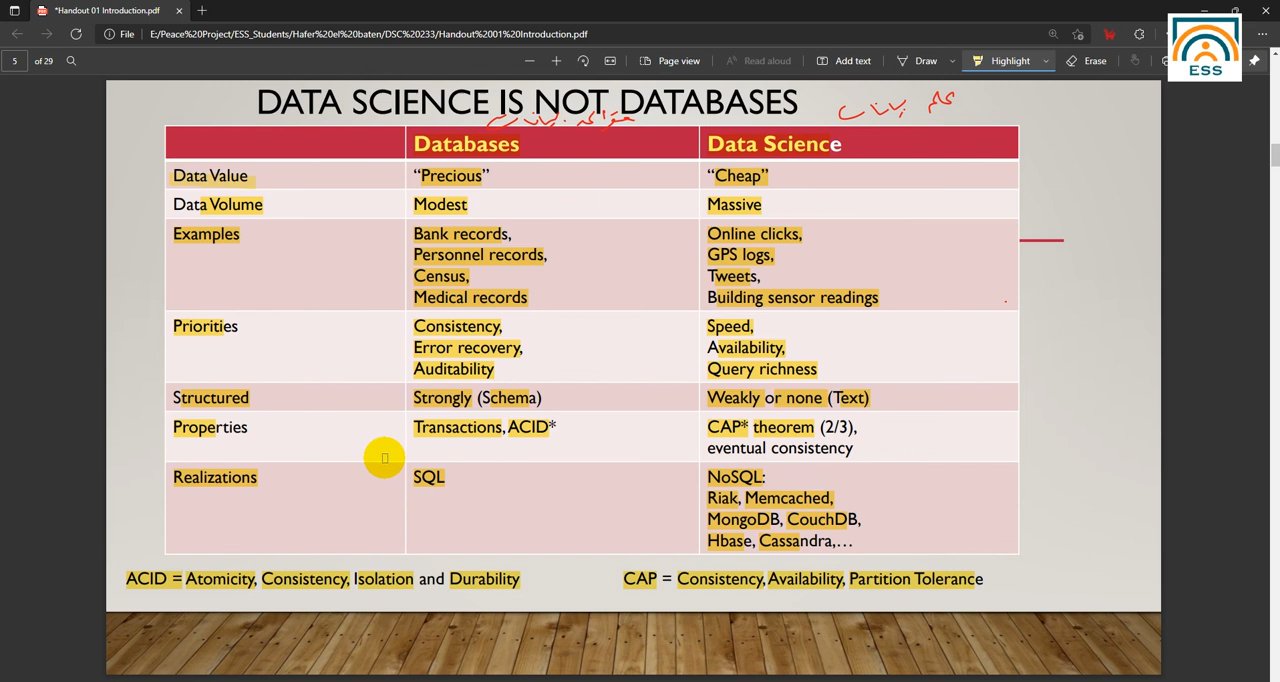 *Handout 01 Introduction.pdf
File E:/Peace%20Project/ESS_Students/Hafer%20el%20baten/DSC%20233/Handout%2001%20Introduction.pdf
5 of 29 Page view Read aloud Add text Draw Highlight Erase
ESS
DATA SCIENCE IS NOT DATABASES
علم بيانات
قواعد بيانات
Databases Data Science
Data Value “Precious” “Cheap”
Data Volume Modest Massive
Examples Bank records, Online clicks,
Personnel records, GPS logs,
Census, Tweets,
Medical records Building sensor readings
Priorities Consistency, Speed,
Error recovery, Availability,
Auditability Query richness
Structured Strongly (Schema) Weakly or none (Text)
Properties Transactions, ACID* CAP* theorem (2/3),
eventual consistency
Realizations SQL NoSQL:
Riak, Memcached,
MongoDB, CouchDB,
Hbase, Cassandra,…
ACID = Atomicity, Consistency, Isolation and Durability CAP = Consistency, Availability, Partition Tolerance